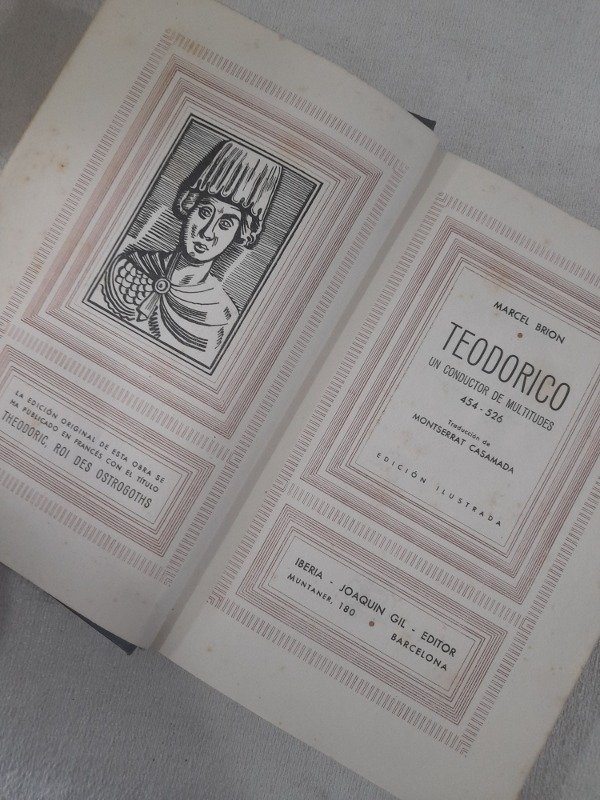 LA EDICIÓN ORIGINAL DE ESTA OBRA SE
HA PUBLICADO EN FRANCÉS CON EL TÍTULO
THÉODORIC, ROI DES OSTROGOTHS
MARCEL BRION
TEODORICO
UN CONDUCTOR DE MULTITUDES
454 - 526
Traducción de
MONTSERRAT CASAMADA
EDICIÓN ILUSTRADA
IBERIA - JOAQUIN GIL - EDITOR
MUNTANER, 180 • BARCELONA